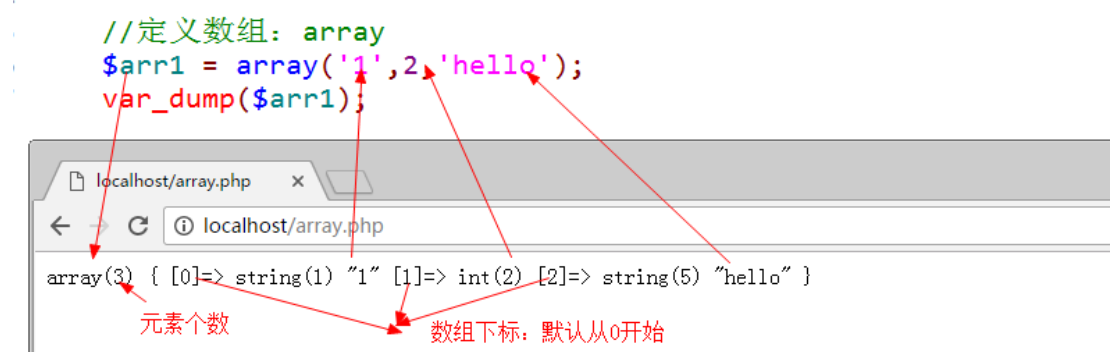 //定义数组：array
$arr1 = array('1',2,'hello');
var_dump($arr1);
localhost/array.php
localhost/array.php
array(3) { [0]=> string(1) "1" [1]=> int(2) [2]=> string(5) "hello" }
元素个数
数组下标：默认从0开始